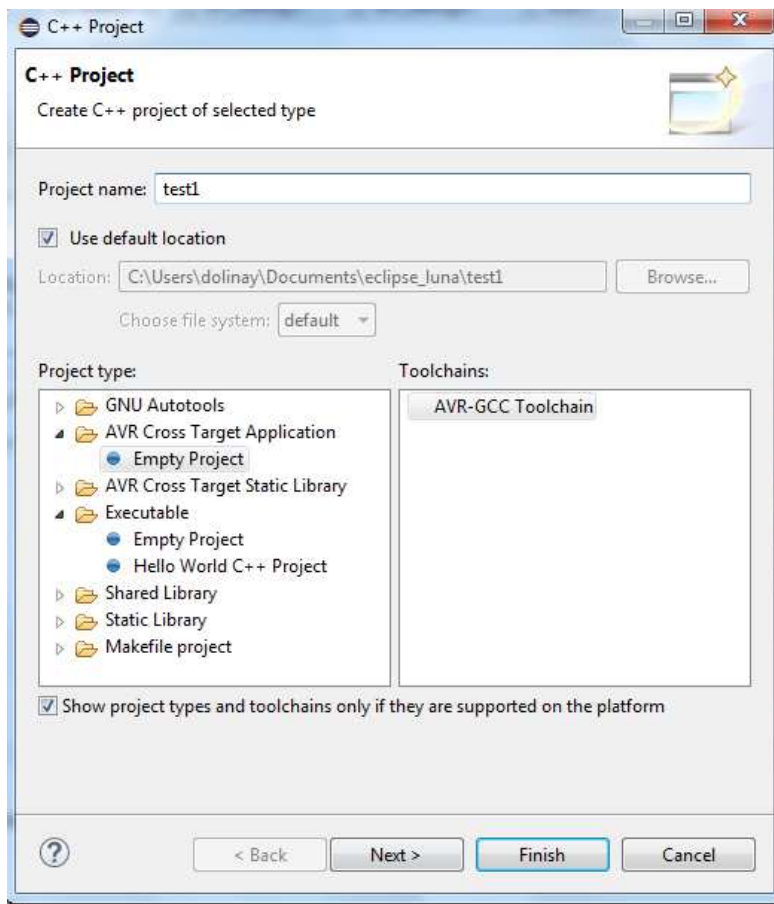 C++ Project
C++ Project
Create C++ project of selected type
Project name: test1
Use default location
Location: C:\Users\dolinay\Documents\eclipse_luna\test1 Browse...
Choose file system: default
Project type: Toolchains:
GNU Autotools AVR-GCC Toolchain
AVR Cross Target Application
Empty Project
AVR Cross Target Static Library
Executable
Empty Project
Hello World C++ Project
Shared Library
Static Library
Makefile project
Show project types and toolchains only if they are supported on the platform
? < Back Next > Finish Cancel